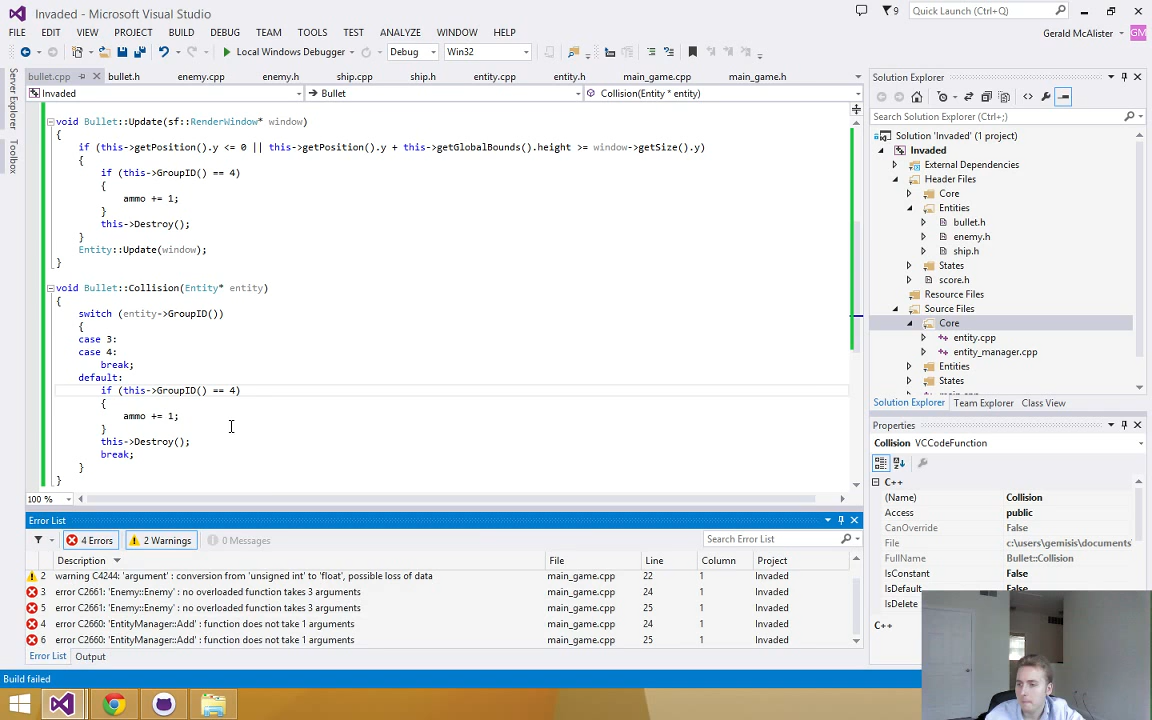 Invaded - Microsoft Visual Studio
9
Quick Launch (Ctrl+Q)
FILE EDIT VIEW PROJECT BUILD DEBUG TEAM TOOLS TEST ANALYZE WINDOW HELP
Gerald McAlister
GM
Local Windows Debugger
Debug
Win32
Server Explorer
Toolbox
bullet.cpp bullet.h enemy.cpp enemy.h ship.cpp ship.h entity.cpp entity.h main_game.cpp main_game.h
Invaded
Bullet
Collision(Entity * entity)
void Bullet::Update(sf::RenderWindow* window)
{
if (this->getPosition().y <= 0 || this->getPosition().y + this->getGlobalBounds().height >= window->getSize().y)
{
if (this->GroupID() == 4)
{
ammo += 1;
}
this->Destroy();
}
Entity::Update(window);
}
void Bullet::Collision(Entity* entity)
{
switch (entity->GroupID())
{
case 3:
case 4:
break;
default:
if (this->GroupID() == 4)
{
ammo += 1;
}
this->Destroy();
break;
}
}
100 %
Solution Explorer
Search Solution Explorer (Ctrl+;)
Solution 'Invaded' (1 project)
Invaded
External Dependencies
Header Files
Core
Entities
bullet.h
enemy.h
ship.h
States
score.h
Resource Files
Source Files
Core
entity.cpp
entity_manager.cpp
Entities
States
Solution Explorer Team Explorer Class View
Properties
Collision VCCodeFunction
C++
(Name) Collision
Access public
CanOverride False
File c:\users\gemisis\documents
FullName Bullet::Collision
IsConstant False
IsDefault False
IsDelete
C++
Error List
4 Errors
2 Warnings
0 Messages
Search Error List
Description File Line Column Project
2 warning C4244: 'argument' : conversion from 'unsigned int' to 'float', possible loss of data main_game.cpp 22 1 Invaded
3 error C2661: 'Enemy::Enemy' : no overloaded function takes 3 arguments main_game.cpp 24 1 Invaded
5 error C2661: 'Enemy::Enemy' : no overloaded function takes 3 arguments main_game.cpp 25 1 Invaded
4 error C2660: 'EntityManager::Add' : function does not take 1 arguments main_game.cpp 24 1 Invaded
6 error C2660: 'EntityManager::Add' : function does not take 1 arguments main_game.cpp 25 1 Invaded
Error List Output
Build failed